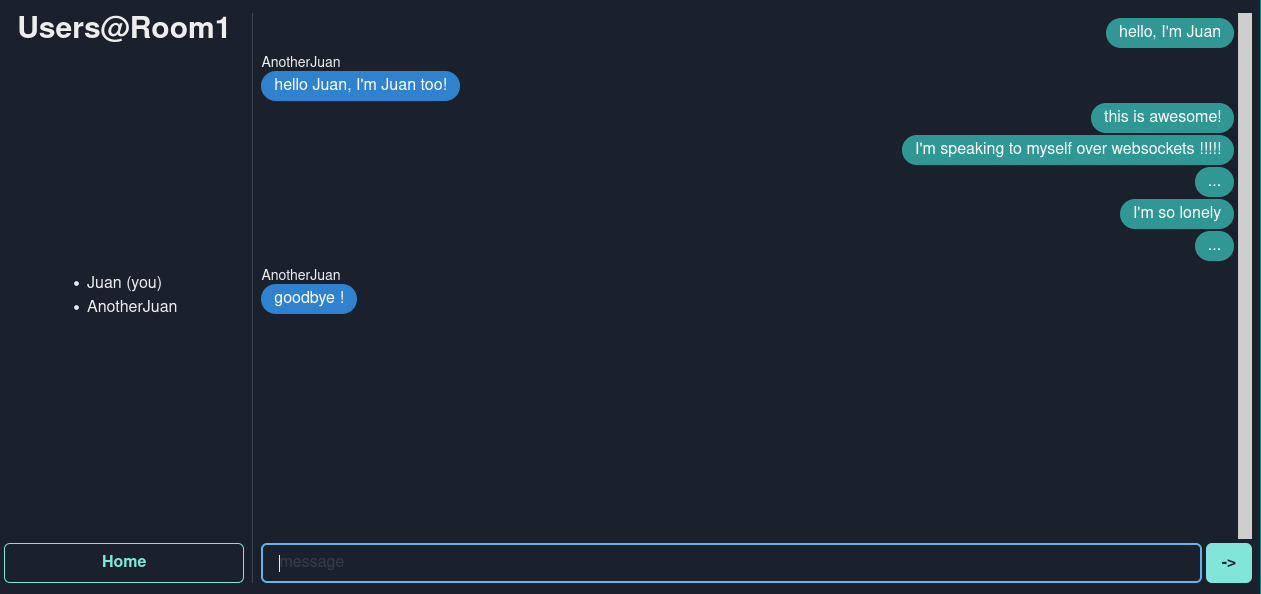 Users@Room1
Juan (you)
AnotherJuan
Home
hello, I'm Juan
AnotherJuan
hello Juan, I'm Juan too!
this is awesome!
I'm speaking to myself over websockets !!!!!
...
I'm so lonely
...
AnotherJuan
goodbye !
message
->